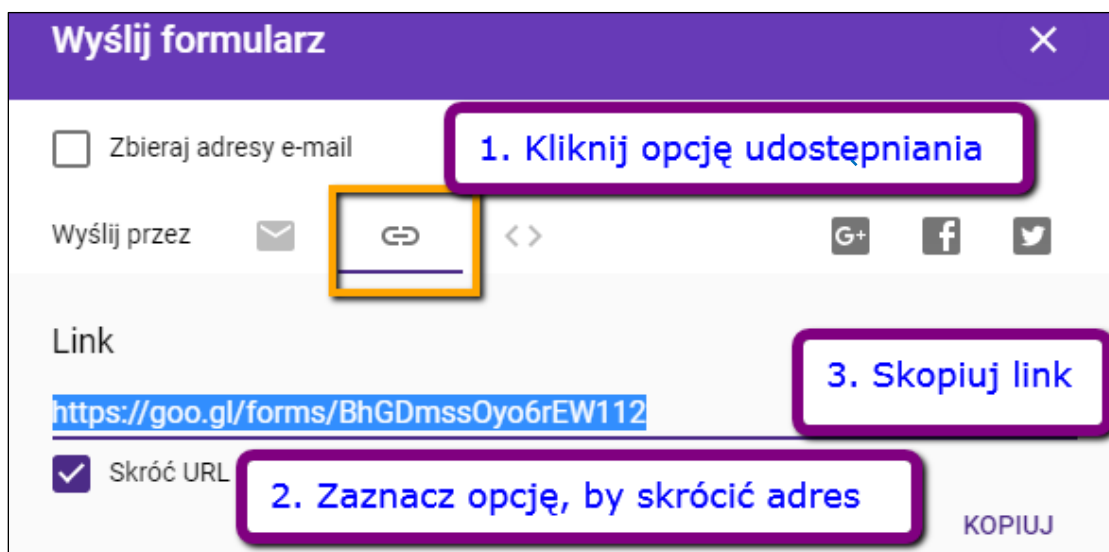 Wyślij formularz
Zbieraj adresy e-mail
1. Kliknij opcję udostępniania
Wyślij przez
G+
Link
3. Skopiuj link
https://goo.gl/forms/BhGDmssOyo6rEW112
Skróć URL
2. Zaznacz opcję, by skrócić adres
KOPIUJ